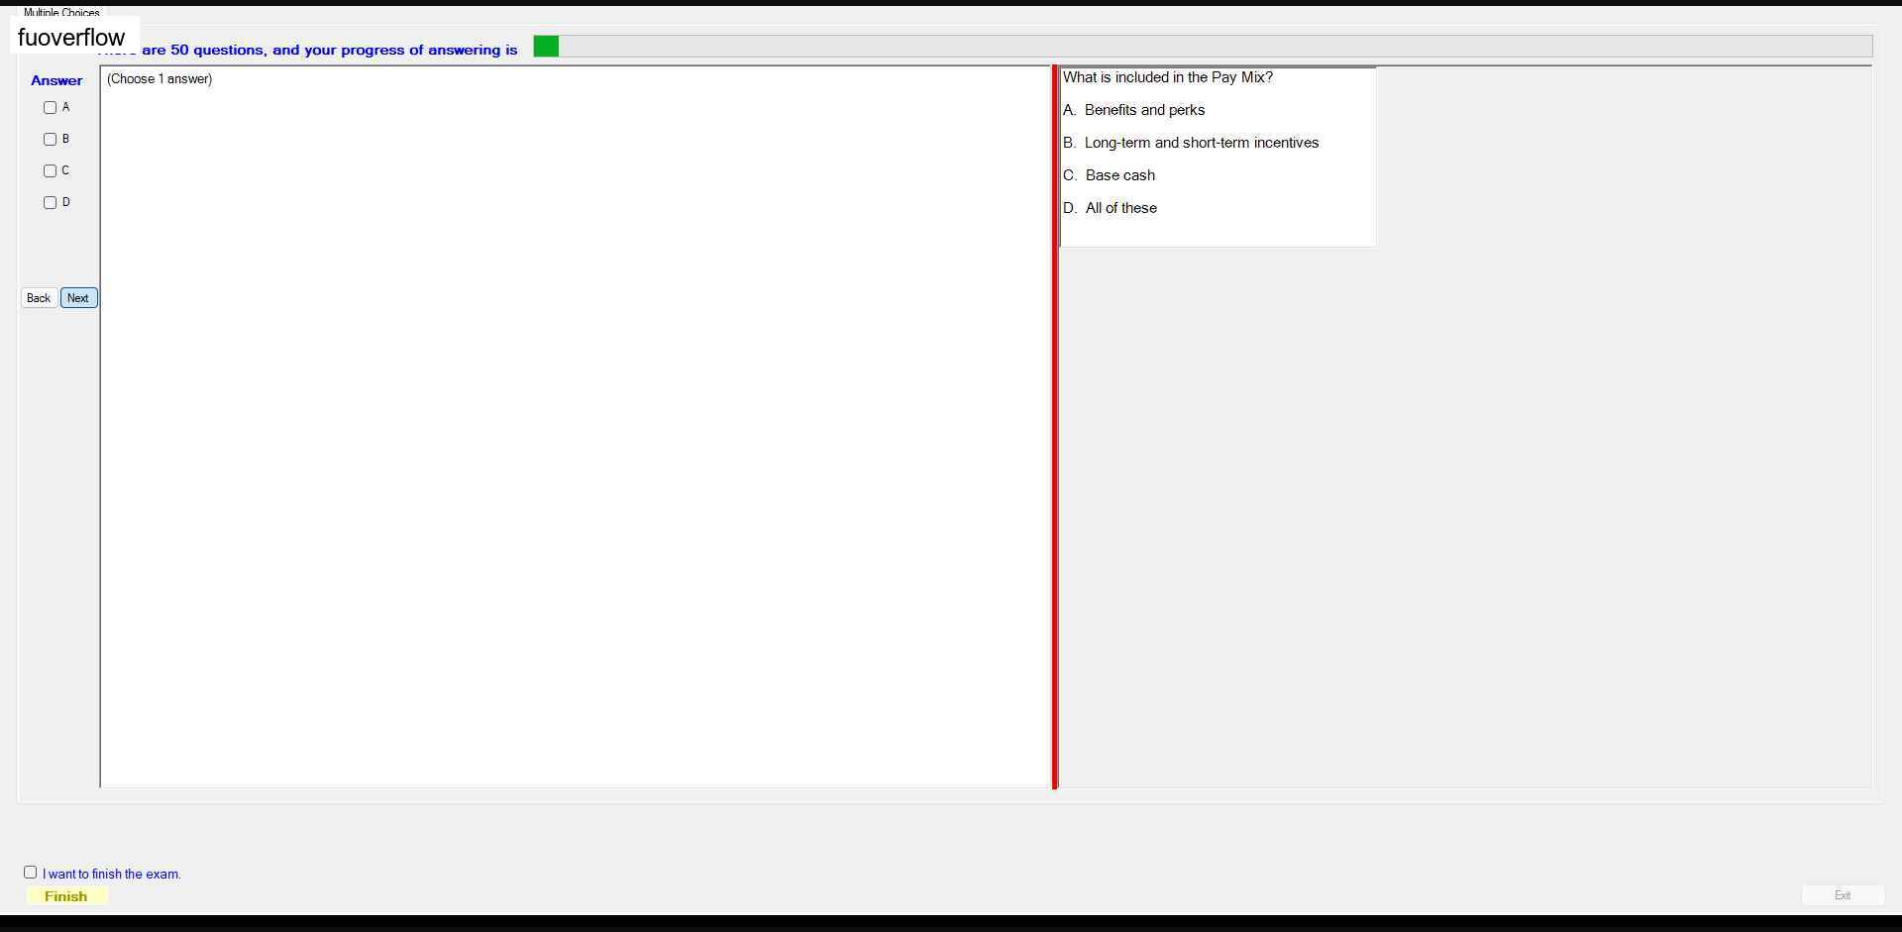 Multiple Choices
fuoverflow
are 50 questions, and your progress of answering is
Answer
(Choose 1 answer)
A
B
C
D
Back Next
What is included in the Pay Mix?
A. Benefits and perks
B. Long-term and short-term incentives
C. Base cash
D. All of these
I want to finish the exam.
Finish
Exit